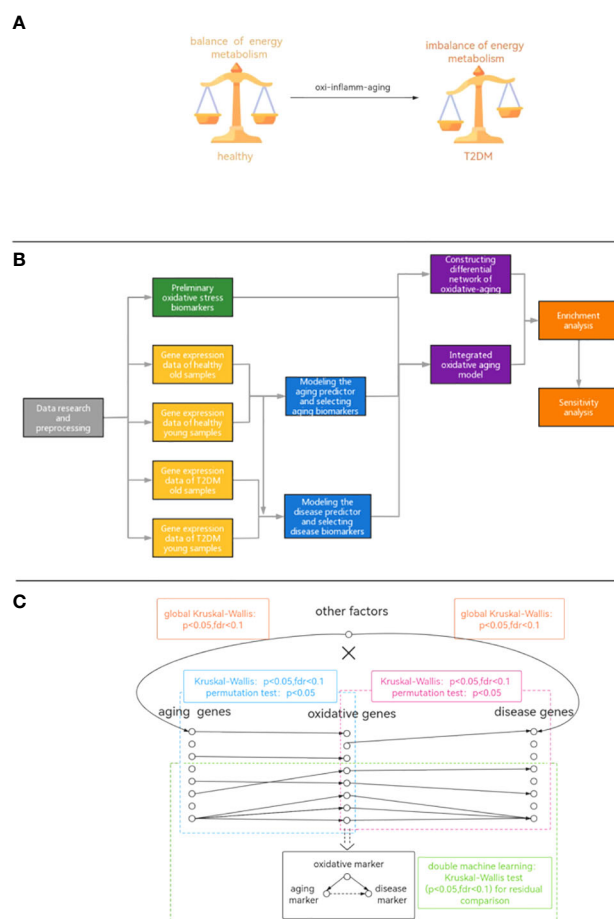 A
balance of energy
metabolism
imbalance of energy
metabolism
oxi-inflamm-aging
healthy
T2DM
B
Preliminary
oxidative stress
biomarkers
Constructing
differential
network of
oxidative-aging
Enrichment
analysis
Gene expression
data of healthy
old samples
Integrated
oxidative aging
model
Modeling the
aging predictor
and selecting
aging biomarkers
Data research
and
preprocessing
Gene expression
data of healthy
young samples
Sensitivity
analysis
Gene expression
data of T2DM
old samples
Modeling the
disease predictor
and selecting
disease biomarkers
Gene expression
data of T2DM
young samples
C
global Kruskal-Wallis:
p<0.05,fdr<0.1
other factors
global Kruskal-Wallis:
p<0.05,fdr<0.1
Kruskal-Wallis: p<0.05,fdr<0.1
permutation test: p<0.05
Kruskal-Wallis: p<0.05,fdr<0.1
permutation test: p<0.05
aging genes
oxidative genes
disease genes
oxidative marker
aging
marker
disease
marker
double machine learning:
Kruskal-Wallis test
(p<0.05,fdr<0.1) for residual
comparison